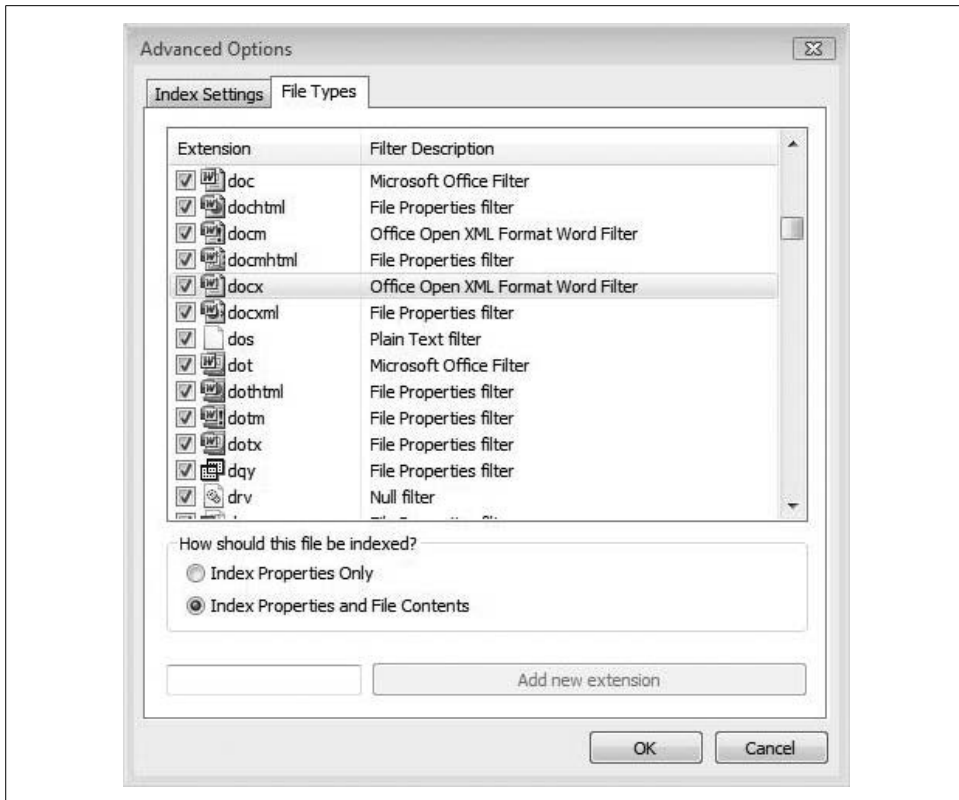 Advanced Options
Index Settings File Types
Extension Filter Description
doc Microsoft Office Filter
dochtml File Properties filter
docm Office Open XML Format Word Filter
docmhtml File Properties filter
docx Office Open XML Format Word Filter
docxml File Properties filter
dos Plain Text filter
dot Microsoft Office Filter
dothtml File Properties filter
dotm File Properties filter
dotx File Properties filter
dqy File Properties filter
drv Null filter
How should this file be indexed?
Index Properties Only
Index Properties and File Contents
Add new extension
OK Cancel